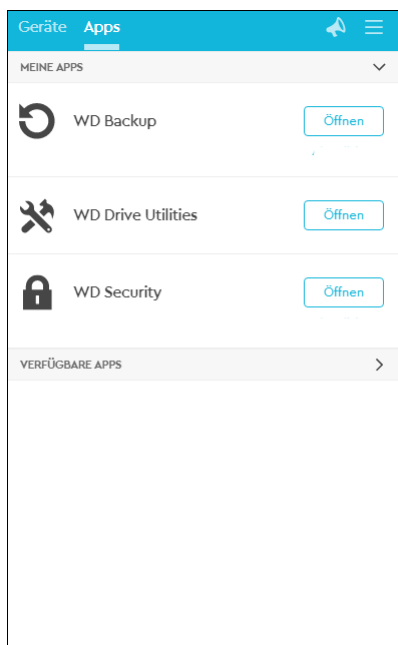 Geräte Apps
MEINE APPS
WD Backup Öffnen
WD Drive Utilities Öffnen
WD Security Öffnen
VERFÜGBARE APPS